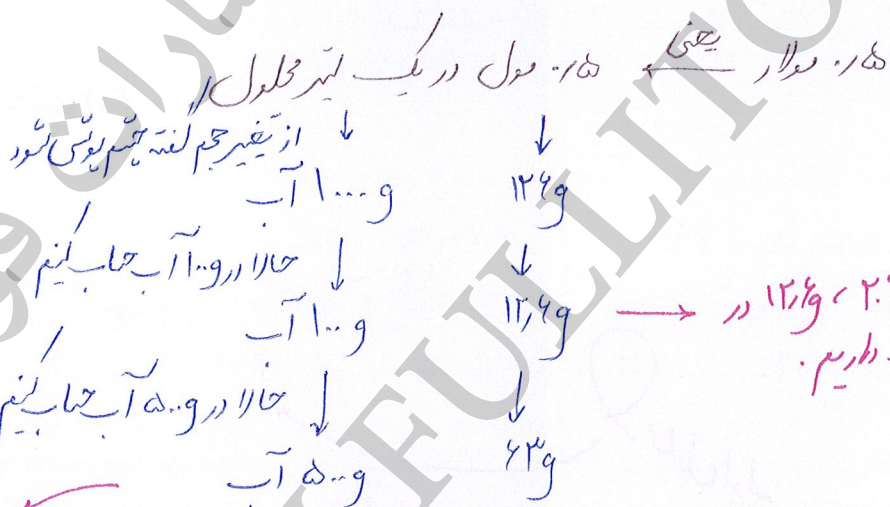 ۰٫۵ مولار یعنی ۰٫۵ مول در یک لیتر محلول
از تغییر حجم گفته چشم پوشی شود
۱۲۶g
۱۰۰۰g آب
حالا در ۱۰۰g آب حساب کنیم
۱۲٫۶g
۱۰۰g آب
۱۲٫۶g در
داریم.
حالا در ۵۰۰g آب حساب کنیم
۶۳g
۵۰۰g آب
FULLITO